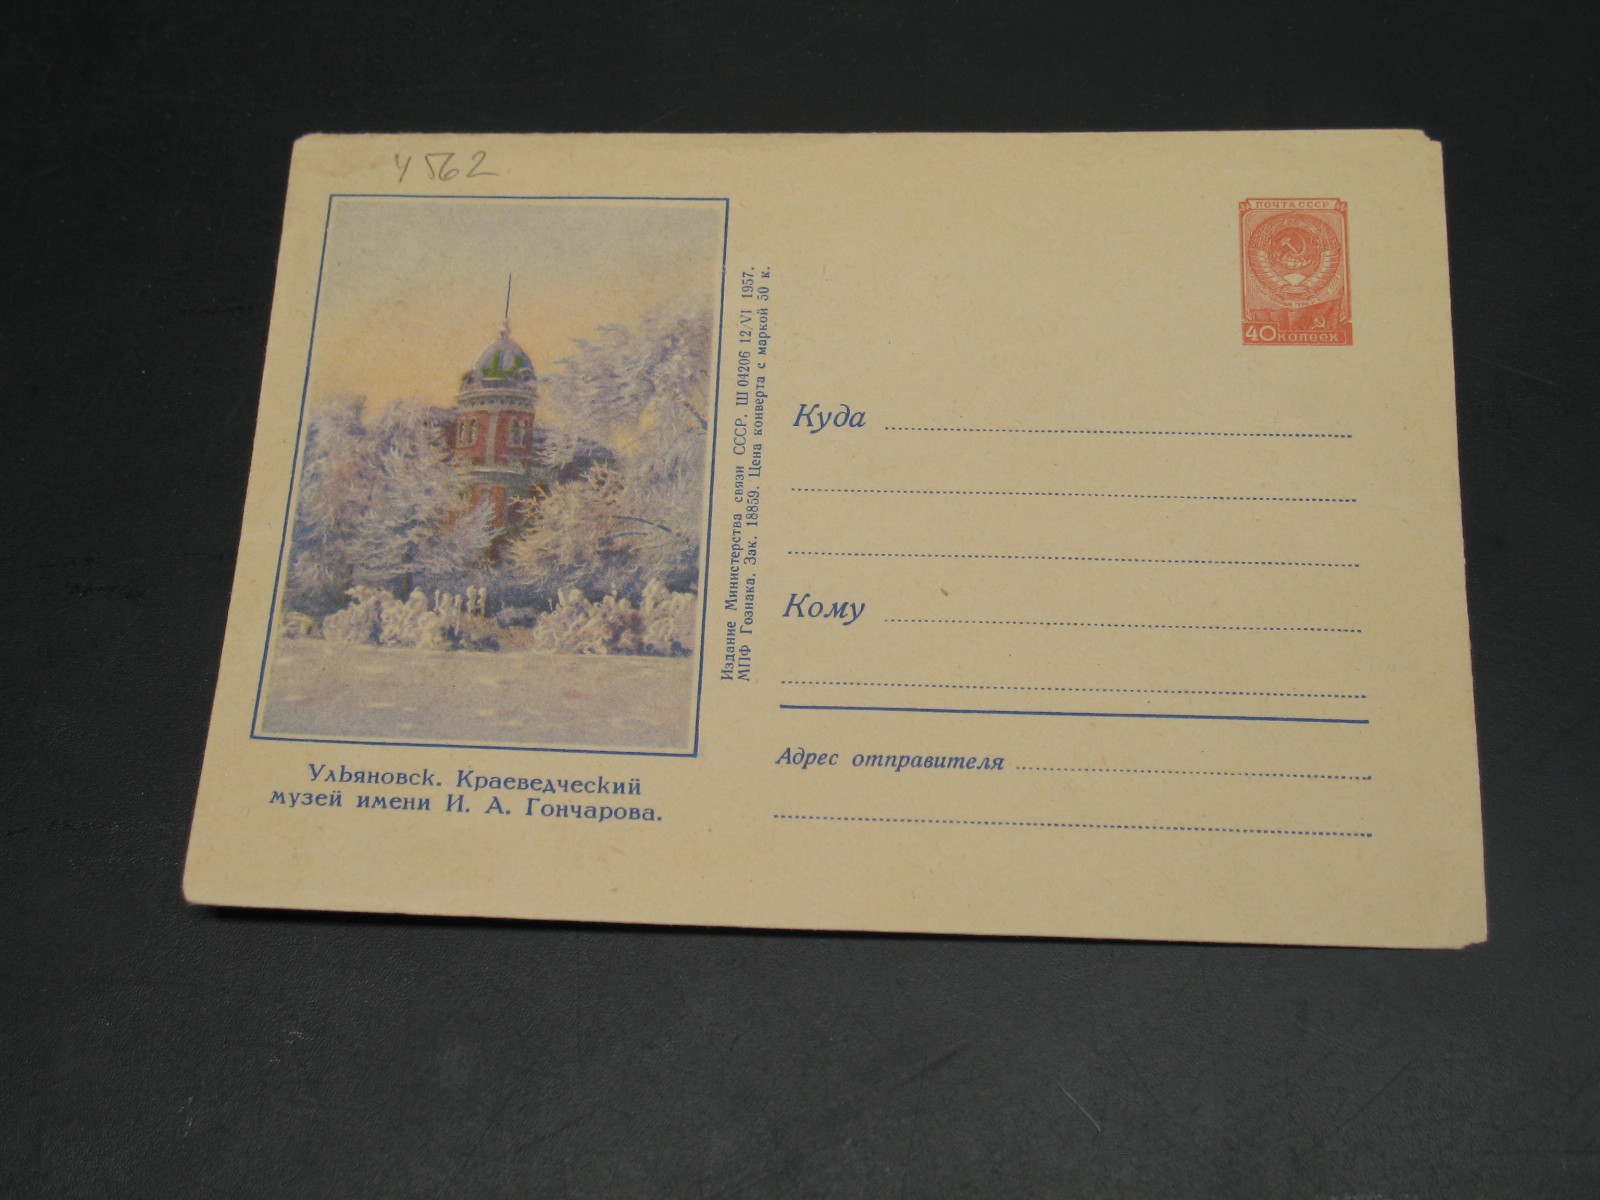 4562
ПОЧТА СССР
40 копеек
Издание Министерства связи СССР. Ш 04206 12/VI 1957.
МПФ Гознака. Зак. 18859. Цена конверта с маркой 50 к.
Куда
Кому
Адрес отправителя
Ульяновск. Краеведческий
музей имени И. А. Гончарова.